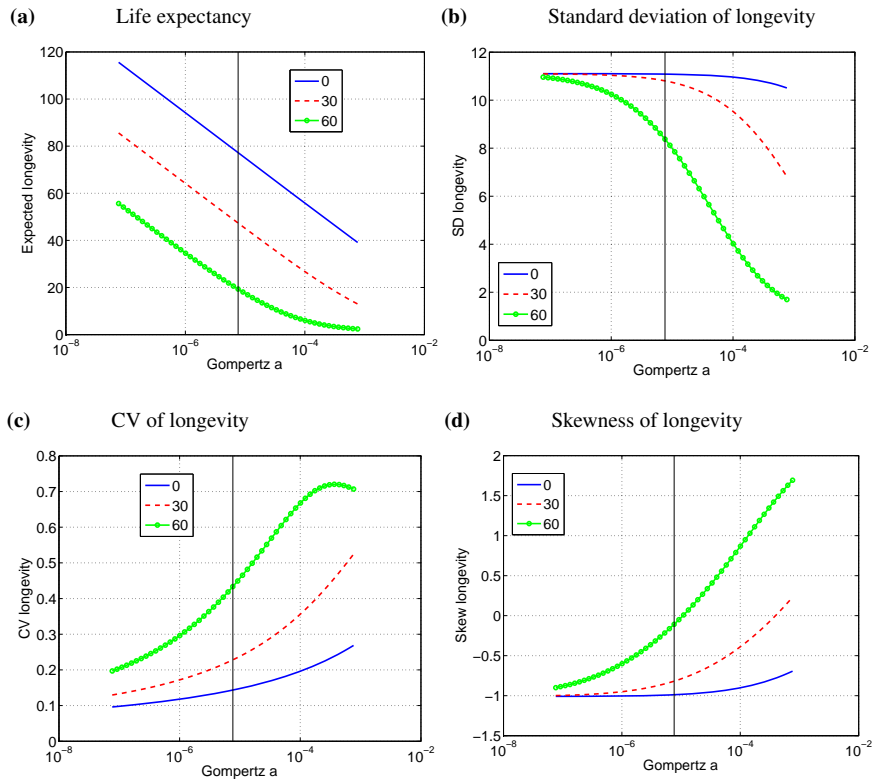 (a) Life expectancy
120
100
80
60
40
20
0
Expected longevity
0
30
60
10⁻⁸ 10⁻⁶ 10⁻⁴ 10⁻²
Gompertz a
(b) Standard deviation of longevity
12
10
8
6
4
2
0
SD longevity
0
30
60
10⁻⁸ 10⁻⁶ 10⁻⁴ 10⁻²
Gompertz a
(c) CV of longevity
0.8
0.7
0.6
0.5
0.4
0.3
0.2
0.1
0
CV longevity
0
30
60
10⁻⁸ 10⁻⁶ 10⁻⁴ 10⁻²
Gompertz a
(d) Skewness of longevity
2
1.5
1
0.5
0
−0.5
−1
−1.5
Skew longevity
0
30
60
10⁻⁸ 10⁻⁶ 10⁻⁴ 10⁻²
Gompertz a